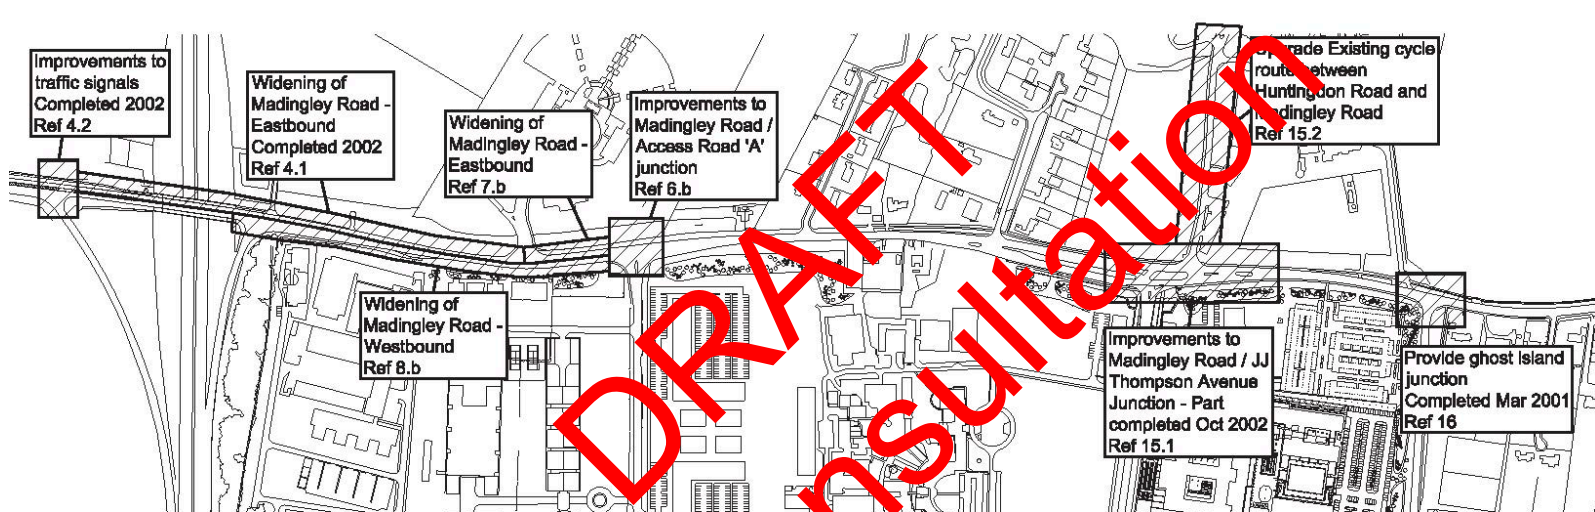 Improvements to
traffic signals
Completed 2002
Ref 4.2
Widening of
Madingley Road -
Eastbound
Completed 2002
Ref 4.1
Widening of
Madingley Road -
Eastbound
Ref 7.b
Improvements to
Madingley Road /
Access Road 'A'
junction
Ref 6.b
Upgrade Existing cycle
route between
Huntingdon Road and
Madingley Road
Ref 15.2
Widening of
Madingley Road -
Westbound
Ref 8.b
Improvements to
Madingley Road / JJ
Thompson Avenue
Junction - Part
completed Oct 2002
Ref 15.1
Provide ghost island
junction
Completed Mar 2001
Ref 16
DRAFT
nsultation